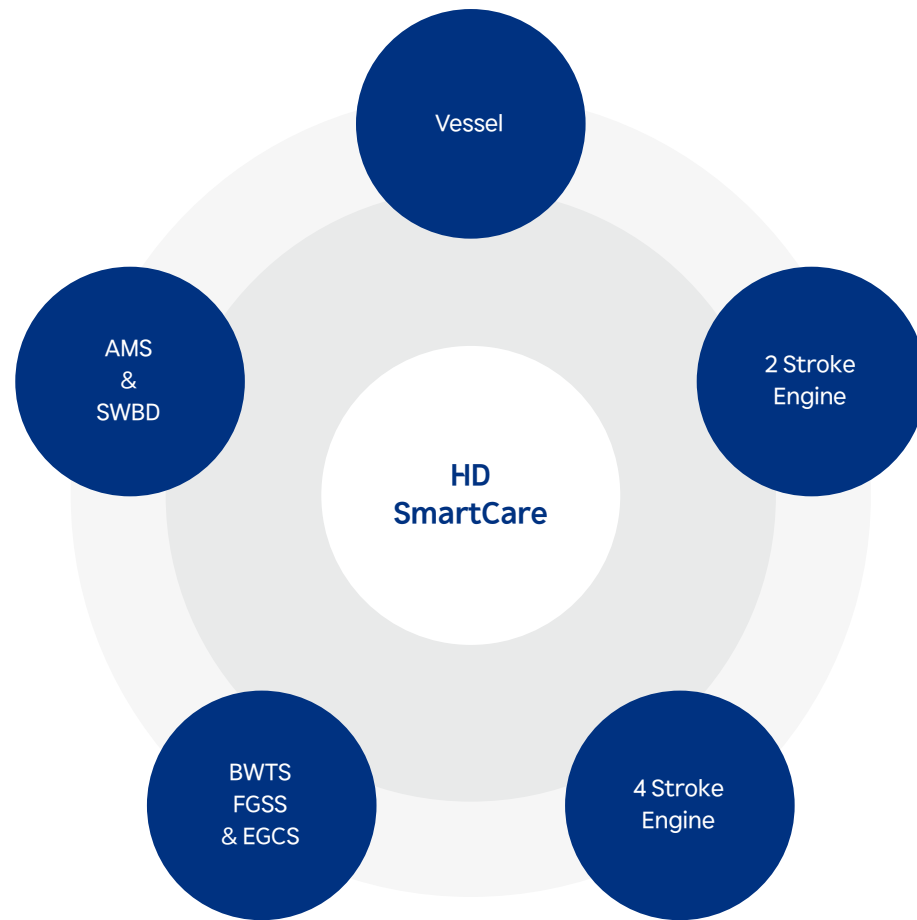 Vessel
AMS
&
SWBD
2 Stroke
Engine
HD
SmartCare
BWTS
FGSS
& EGCS
4 Stroke
Engine